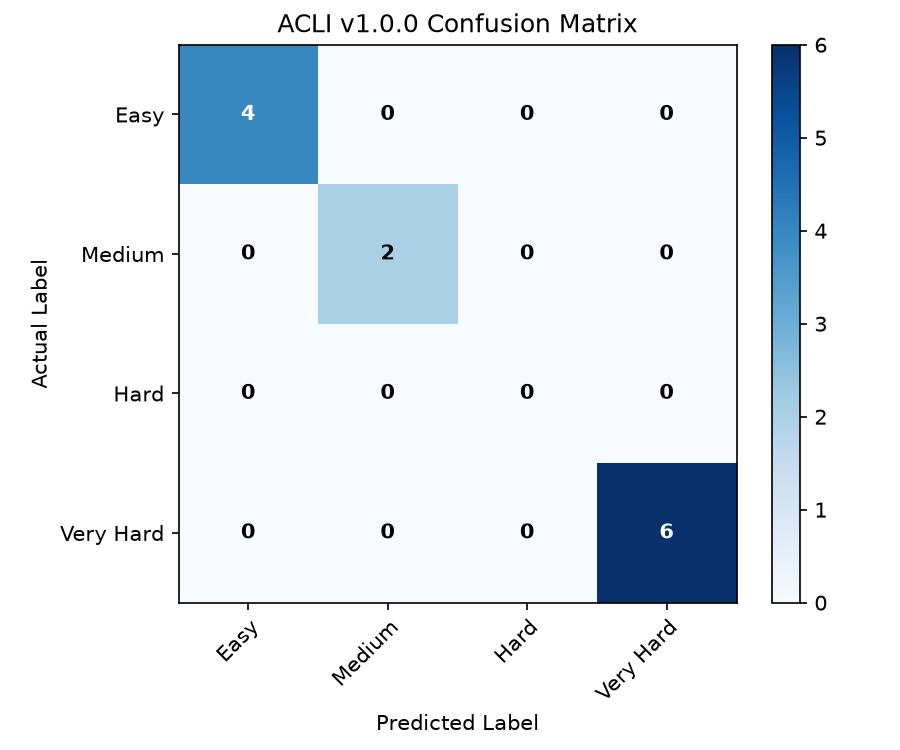 ACLI v1.0.0 Confusion Matrix
Actual Label
Easy 4 0 0 0
Medium 0 2 0 0
Hard 0 0 0 0
Very Hard 0 0 0 6
Easy Medium Hard Very Hard
Predicted Label
6
5
4
3
2
1
0